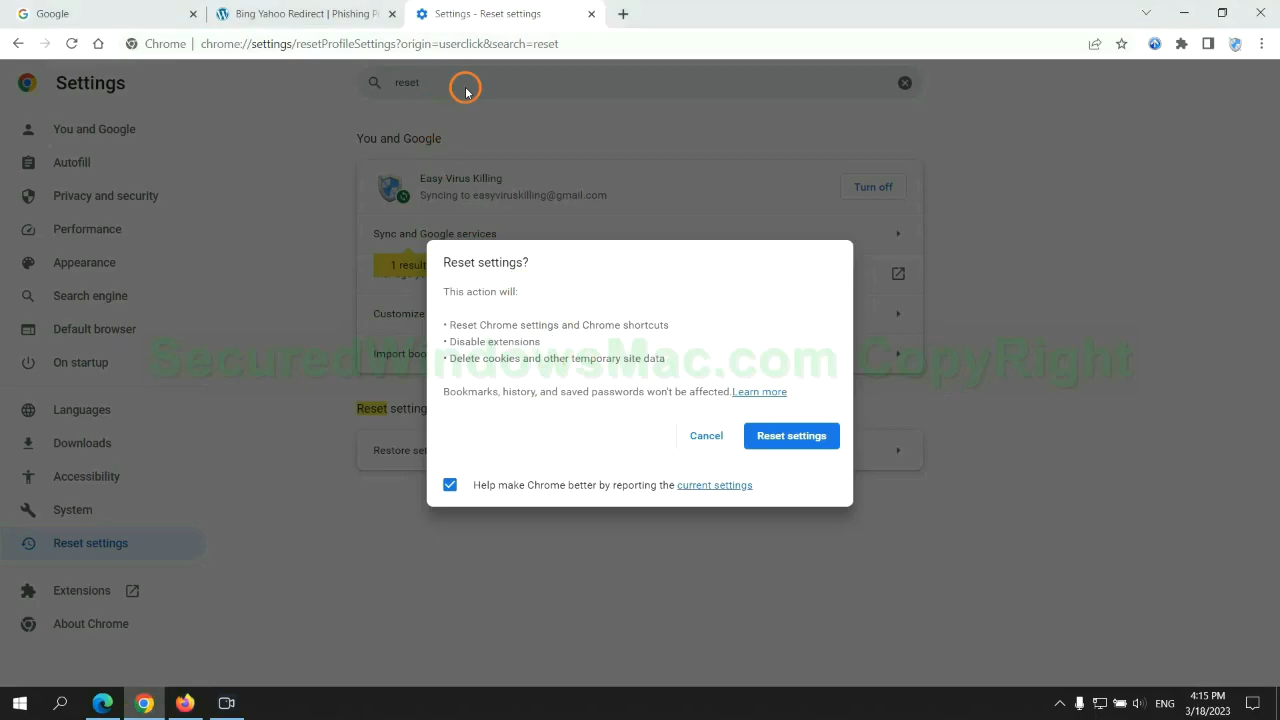 Google
Bing Yahoo Redirect | Phishing P
Settings - Reset settings
Chrome | chrome://settings/resetProfileSettings?origin=userclick&search=reset
Settings
reset
You and Google
Autofill
Privacy and security
Performance
Appearance
Search engine
Default browser
On startup
Languages
Downloads
Accessibility
System
Reset settings
Extensions
About Chrome
You and Google
Easy Virus Killing
Syncing to easyviruskilling@gmail.com
Turn off
Sync and Google services
1 result
Customize
Import boo
Reset setting
Restore set
Reset settings?
This action will:
• Reset Chrome settings and Chrome shortcuts
• Disable extensions
• Delete cookies and other temporary site data
Bookmarks, history, and saved passwords won't be affected. Learn more
Cancel
Reset settings
Help make Chrome better by reporting the current settings
SecuredWindowsMac.com CopyRight
ENG
4:15 PM
3/18/2023